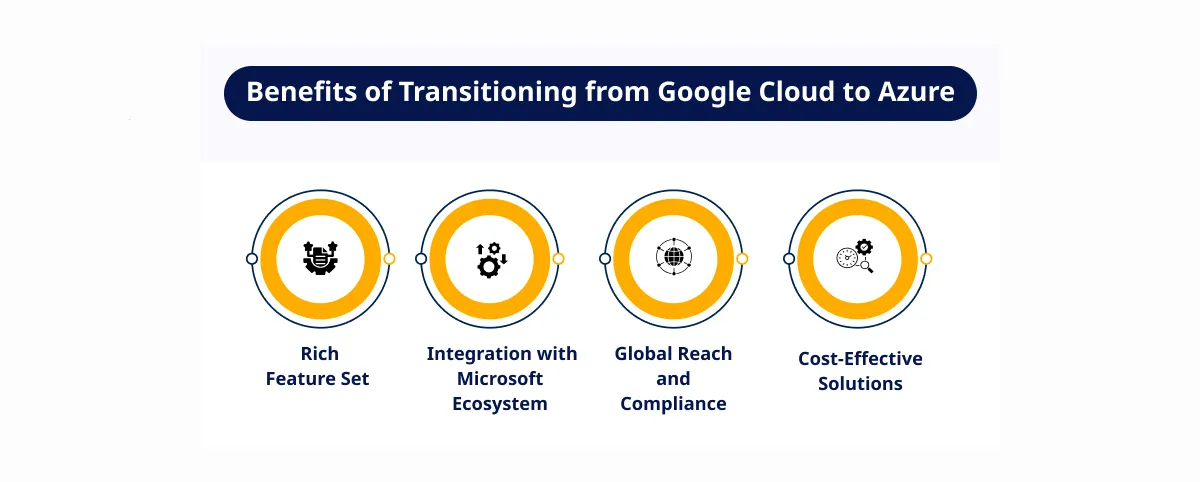 Benefits of Transitioning from Google Cloud to Azure
Rich
Feature Set
Integration with
Microsoft
Ecosystem
Global Reach
and
Compliance
Cost-Effective
Solutions